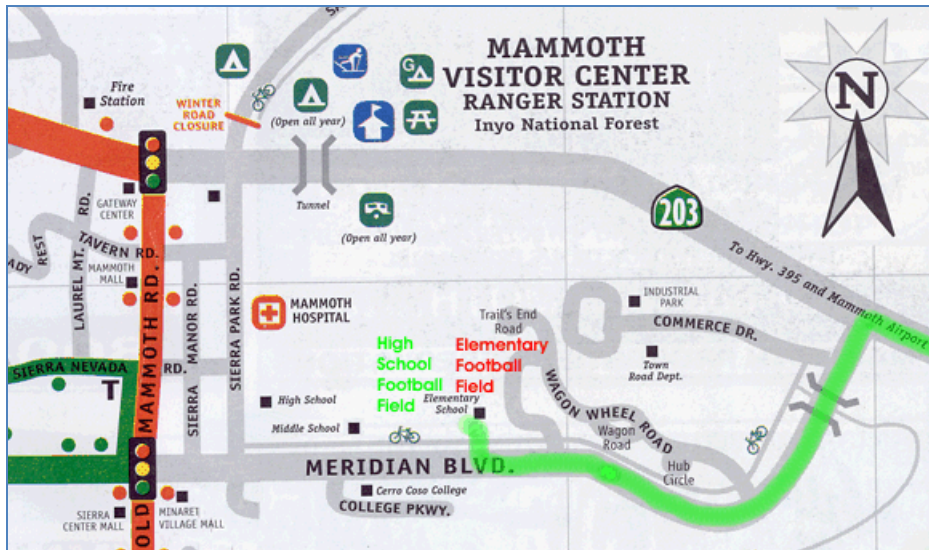 MAMMOTH
VISITOR CENTER
RANGER STATION
Inyo National Forest
N
Fire
Station
WINTER
ROAD
CLOSURE
(Open all year)
G
Tunnel
(Open all year)
203
To Hwy. 395 and Mammoth Airport
GATEWAY
CENTER
RD.
TAVERN RD.
REST
ADY
MAMMOTH
MALL
LAUREL MT.
OLD MAMMOTH RD.
SIERRA MANOR RD.
SIERRA PARK RD.
MAMMOTH
HOSPITAL
Trail's End
Road
INDUSTRIAL
PARK
COMMERCE DR.
Town
Road Dept.
High
School
Football
Field
Elementary
Football
Field
SIERRA NEVADA RD.
T
High School
Elementary
School
Middle School
WAGON WHEEL ROAD
Wagon
Road
Hub
Circle
MERIDIAN BLVD.
Cerro Coso College
COLLEGE PKWY.
SIERRA
CENTER MALL
MINARET
VILLAGE MALL